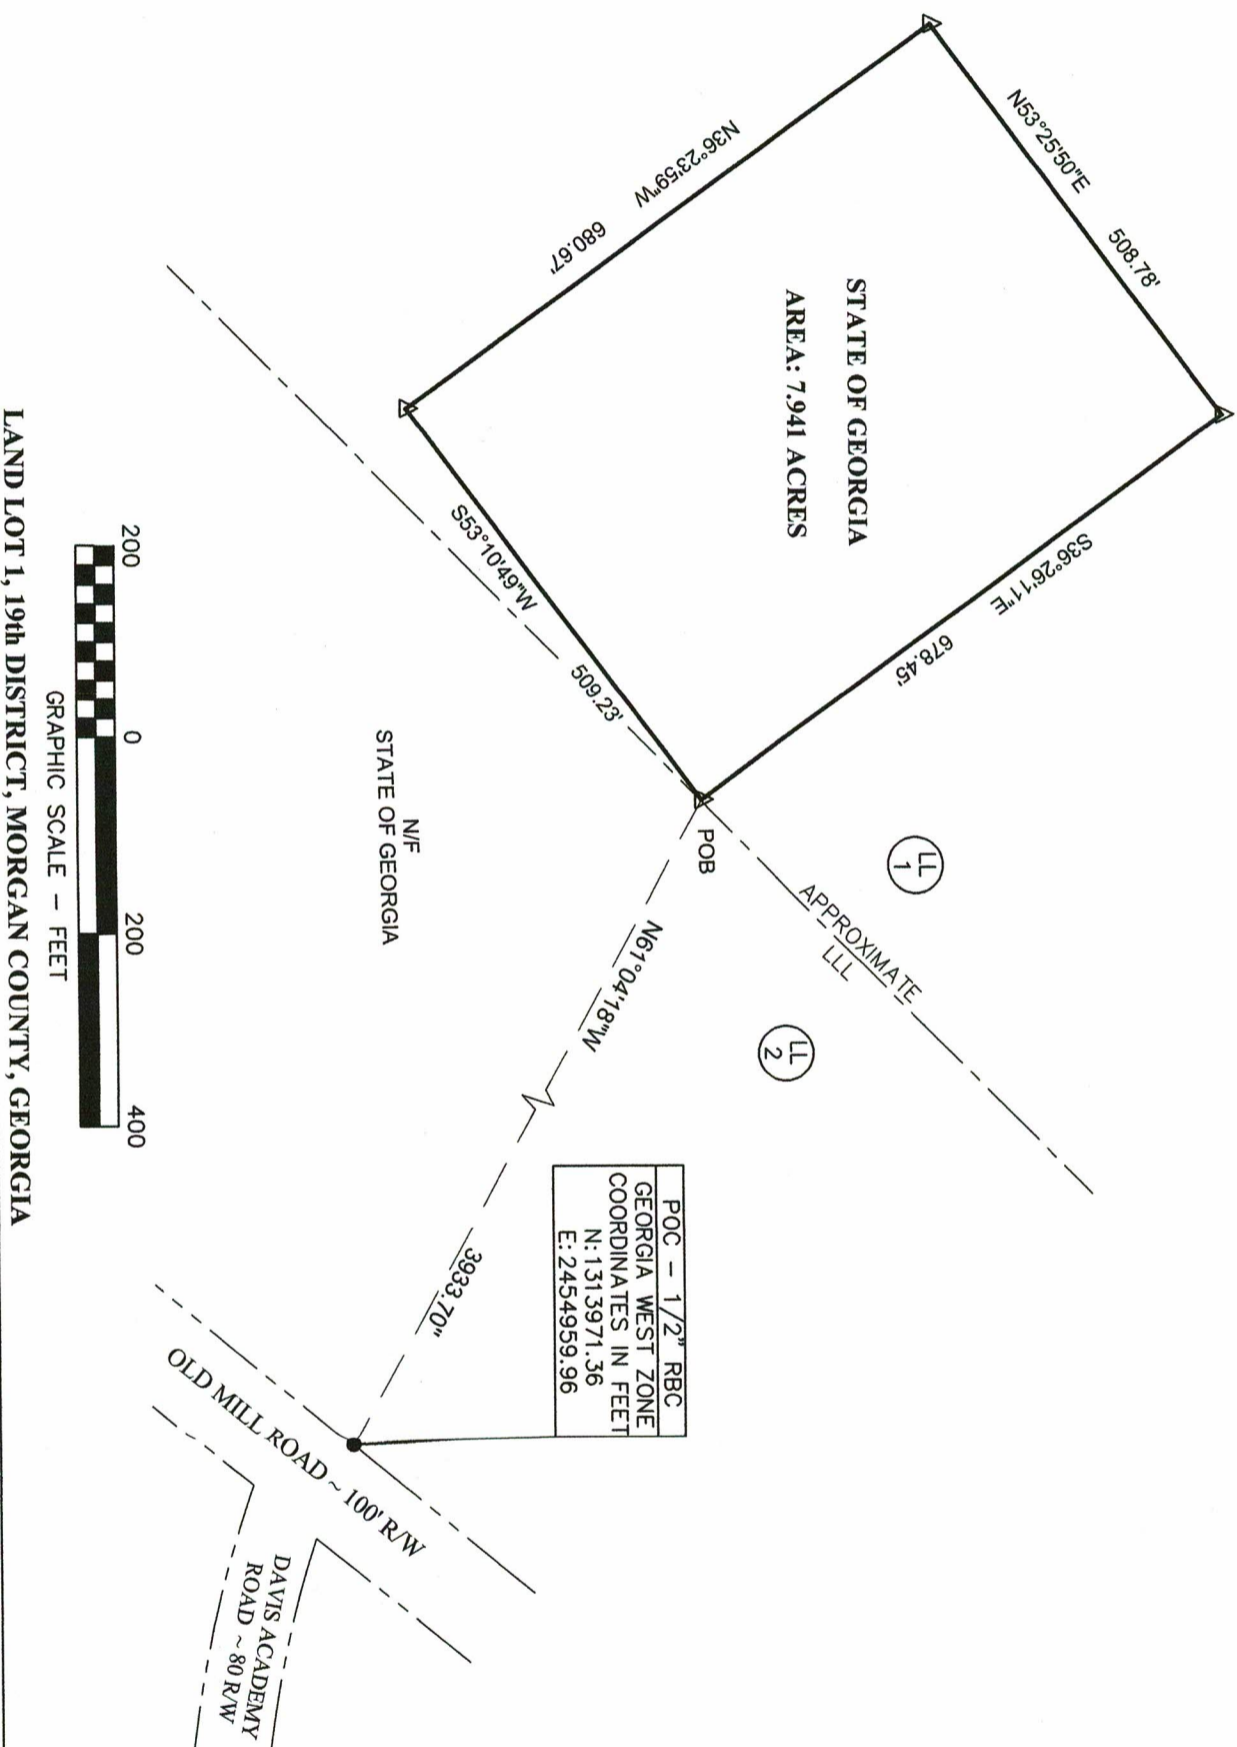 N53°25'50"E
508.78'
N36°23'59"W
680.67'
STATE OF GEORGIA
AREA: 7.941 ACRES
S36°26'11"E
678.45'
S53°10'49"W
509.23'
POB
LL
1
APPROXIMATE
LLL
LL
2
N/F
STATE OF GEORGIA
N61°04'18"W
3933.70"
POC - 1/2" RBC
GEORGIA WEST ZONE
COORDINATES IN FEET
N:1313971.36
E: 2454959.96
OLD MILL ROAD ~ 100' R/W
DAVIS ACADEMY
ROAD ~ 80 R/W
200 0 200 400
GRAPHIC SCALE - FEET
LAND LOT 1, 19th DISTRICT, MORGAN COUNTY, GEORGIA